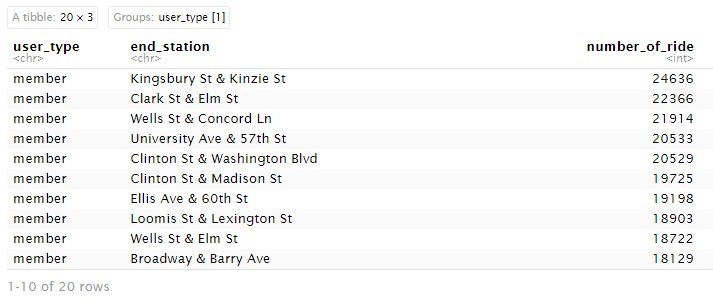 A tibble: 20 × 3 Groups: user_type [1]
user_type end_station number_of_ride
<chr> <chr> <int>
member Kingsbury St & Kinzie St 24636
member Clark St & Elm St 22366
member Wells St & Concord Ln 21914
member University Ave & 57th St 20533
member Clinton St & Washington Blvd 20529
member Clinton St & Madison St 19725
member Ellis Ave & 60th St 19198
member Loomis St & Lexington St 18903
member Wells St & Elm St 18722
member Broadway & Barry Ave 18129
1-10 of 20 rows